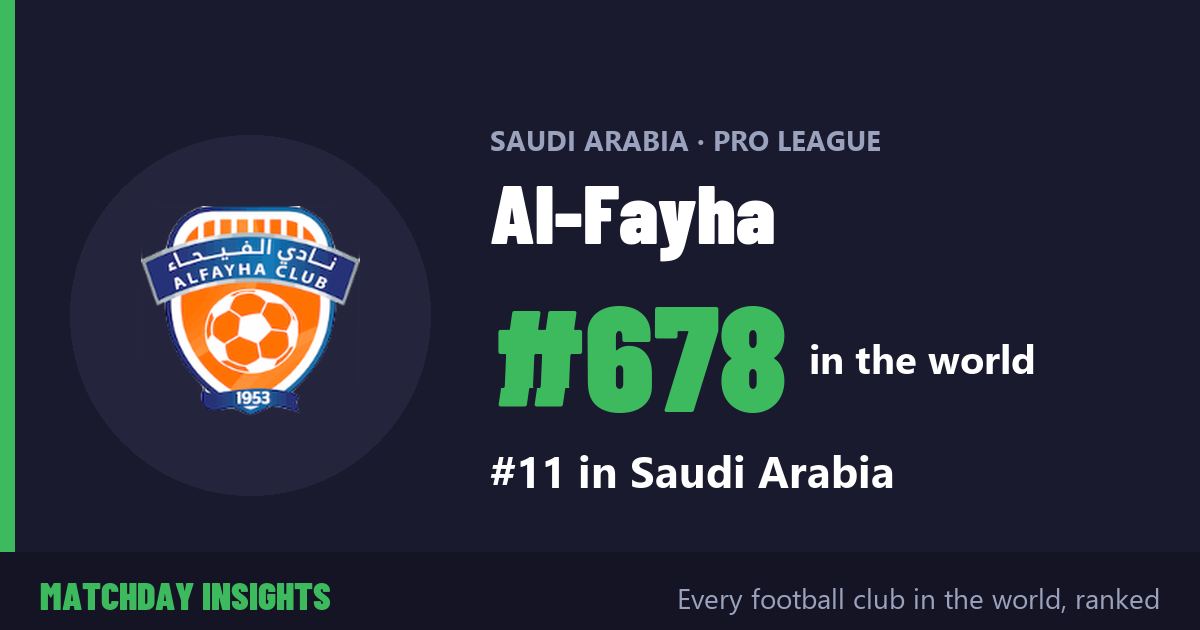 SAUDI ARABIA · PRO LEAGUE
Al-Fayha
نادي الفيحاء
ALFAYHA CLUB
1953
#678 in the world
#11 in Saudi Arabia
MATCHDAY INSIGHTS
Every football club in the world, ranked